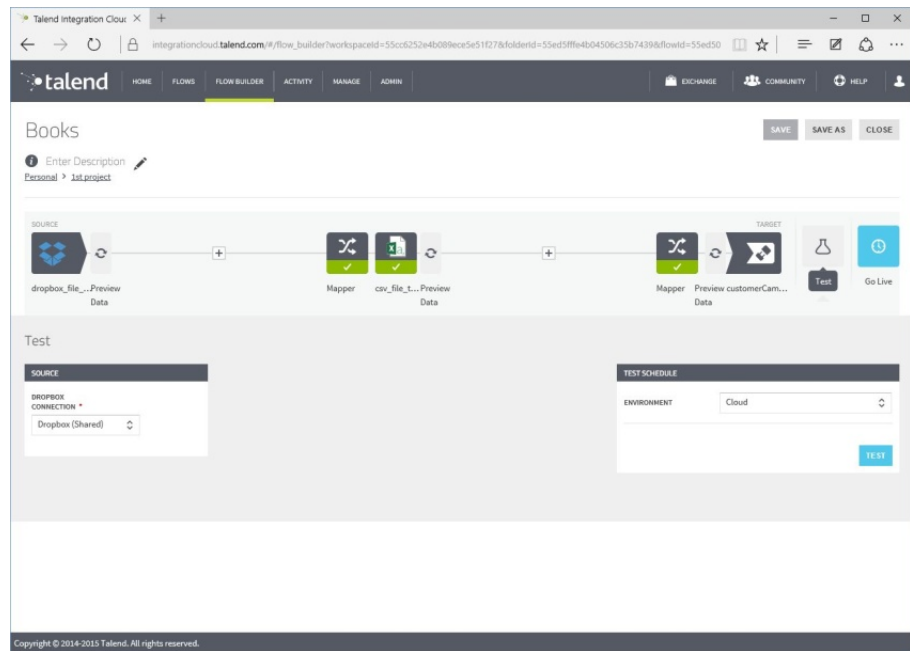 Talend Integration Clouc
integrationcloud.talend.com/#/flow_builder?workspaceId=55cc6252e4b089ece5e51f27&folderId=55ed5fffe4b04506c35b7439&flowId=55ed50
talend HOME FLOWS FLOW BUILDER ACTIVITY MANAGE ADMIN EXCHANGE COMMUNITY HELP
Books
SAVE SAVE AS CLOSE
Enter Description
Personal > 1st project
SOURCE TARGET
dropbox_file_... Preview Data
Mapper
csv_file_t... Preview Data
Mapper
Preview Data
customerCam...
Test
Go Live
Test
SOURCE
DROPBOX
CONNECTION *
Dropbox (Shared)
TEST SCHEDULE
ENVIRONMENT Cloud
TEST
Copyright © 2014-2015 Talend. All rights reserved.